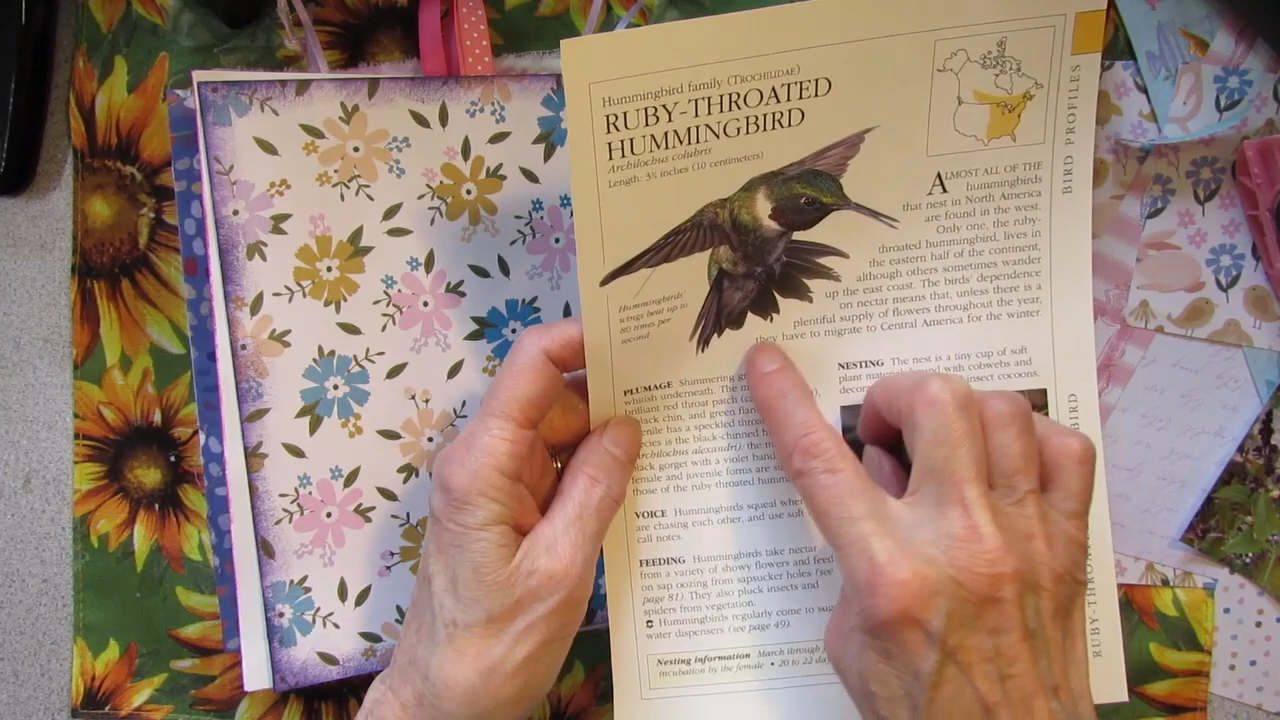 Hummingbird family (TROCHILIDAE)
RUBY-THROATED
HUMMINGBIRD
Archilochus colubris
Length: 3¾ inches (10 centimeters)
Hummingbirds'
wings beat up to
80 times per
second
ALMOST ALL OF THE
hummingbirds
that nest in North America
are found in the west.
Only one, the ruby-
throated hummingbird, lives in
the eastern half of the continent,
although others sometimes wander
up the east coast. The birds' dependence
on nectar means that, unless there is a
plentiful supply of flowers throughout the year,
they have to migrate to Central America for the winter.
PLUMAGE Shimmering
whitish underneath. The
brilliant red throat patch
black chin, and green
has a speckled
is the black-chinned
alexandri). the
black gorget with a violet band
female and juvenile forms are
those of the ruby-throated
VOICE Hummingbirds squeal
are chasing each other, and use soft
call notes.
FEEDING Hummingbirds take nectar
from a variety of showy flowers and feed
on sap oozing from sapsucker holes (see
page 81). They also pluck insects and
spiders from vegetation.
Hummingbirds regularly come to
water dispensers (see page 49).
Nesting information March through
incubation by the female • 20 to 22
NESTING The nest is a tiny cup of soft
plant bound with cobwebs and
insect cocoons.
BIRD PROFILES
RUBY-THROATED HUMMINGBIRD